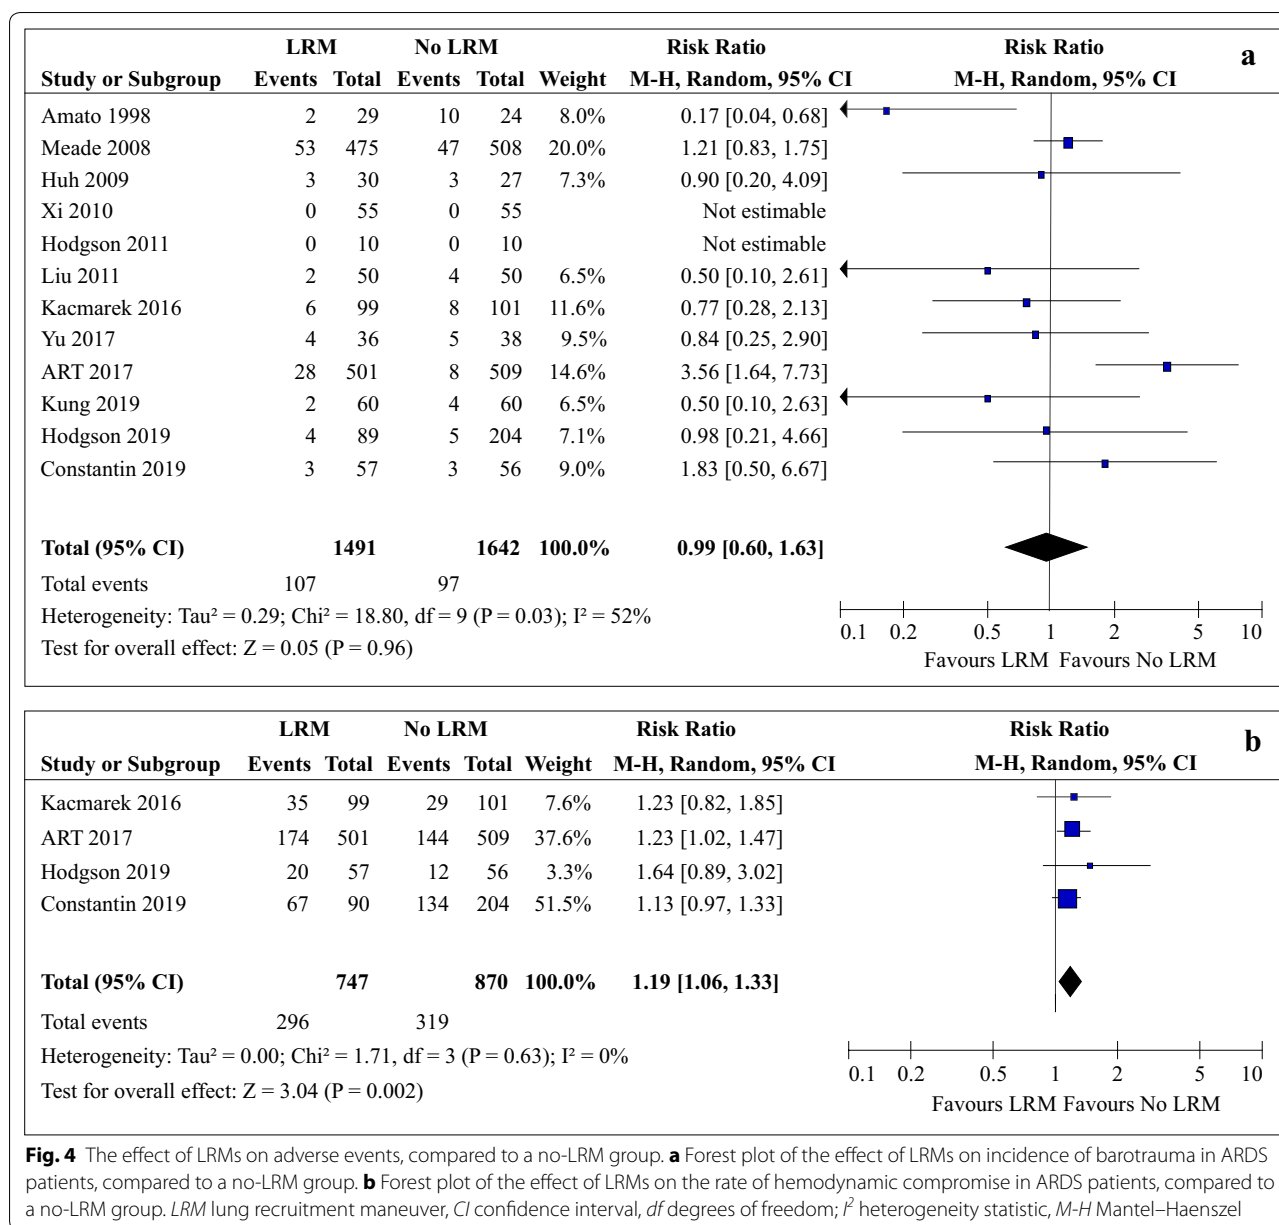 LRM No LRM Risk Ratio Risk Ratio a
Study or Subgroup Events Total Events Total Weight M-H, Random, 95% CI M-H, Random, 95% CI
Amato 1998 2 29 10 24 8.0% 0.17 [0.04, 0.68]
Meade 2008 53 475 47 508 20.0% 1.21 [0.83, 1.75]
Huh 2009 3 30 3 27 7.3% 0.90 [0.20, 4.09]
Xi 2010 0 55 0 55 Not estimable
Hodgson 2011 0 10 0 10 Not estimable
Liu 2011 2 50 4 50 6.5% 0.50 [0.10, 2.61]
Kacmarek 2016 6 99 8 101 11.6% 0.77 [0.28, 2.13]
Yu 2017 4 36 5 38 9.5% 0.84 [0.25, 2.90]
ART 2017 28 501 8 509 14.6% 3.56 [1.64, 7.73]
Kung 2019 2 60 4 60 6.5% 0.50 [0.10, 2.63]
Hodgson 2019 4 89 5 204 7.1% 0.98 [0.21, 4.66]
Constantin 2019 3 57 3 56 9.0% 1.83 [0.50, 6.67]
Total (95% CI) 1491 1642 100.0% 0.99 [0.60, 1.63]
Total events 107 97
Heterogeneity: Tau² = 0.29; Chi² = 18.80, df = 9 (P = 0.03); I² = 52%
Test for overall effect: Z = 0.05 (P = 0.96)
0.1 0.2 0.5 1 2 5 10
Favours LRM Favours No LRM
LRM No LRM Risk Ratio Risk Ratio b
Study or Subgroup Events Total Events Total Weight M-H, Random, 95% CI M-H, Random, 95% CI
Kacmarek 2016 35 99 29 101 7.6% 1.23 [0.82, 1.85]
ART 2017 174 501 144 509 37.6% 1.23 [1.02, 1.47]
Hodgson 2019 20 57 12 56 3.3% 1.64 [0.89, 3.02]
Constantin 2019 67 90 134 204 51.5% 1.13 [0.97, 1.33]
Total (95% CI) 747 870 100.0% 1.19 [1.06, 1.33]
Total events 296 319
Heterogeneity: Tau² = 0.00; Chi² = 1.71, df = 3 (P = 0.63); I² = 0%
Test for overall effect: Z = 3.04 (P = 0.002)
0.1 0.2 0.5 1 2 5 10
Favours LRM Favours No LRM
Fig. 4 The effect of LRMs on adverse events, compared to a no-LRM group. a Forest plot of the effect of LRMs on incidence of barotrauma in ARDS
patients, compared to a no-LRM group. b Forest plot of the effect of LRMs on the rate of hemodynamic compromise in ARDS patients, compared to
a no-LRM group. LRM lung recruitment maneuver, CI confidence interval, df degrees of freedom; I² heterogeneity statistic, M-H Mantel–Haenszel